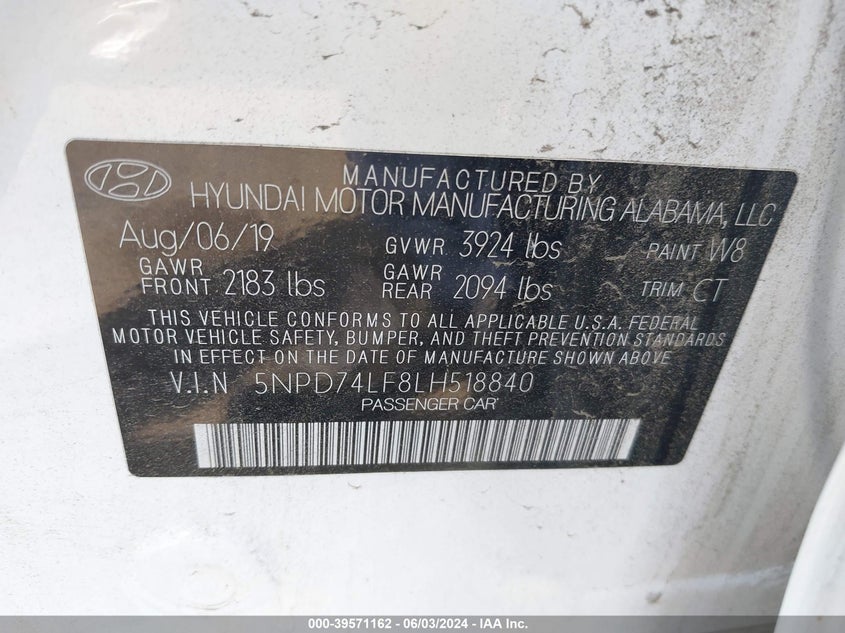 MANUFACTURED BY
HYUNDAI MOTOR MANUFACTURING ALABAMA, LLC
Aug/06/19 GVWR 3924 lbs PAINT W8
GAWR FRONT 2183 lbs GAWR REAR 2094 lbs TRIM CT
THIS VEHICLE CONFORMS TO ALL APPLICABLE U.S.A. FEDERAL
MOTOR VEHICLE SAFETY, BUMPER, AND THEFT PREVENTION STANDARDS
IN EFFECT ON THE DATE OF MANUFACTURE SHOWN ABOVE.
V.I.N 5NPD74LF8LH518840
PASSENGER CAR
000-39571162 - 06/03/2024 - IAA Inc.